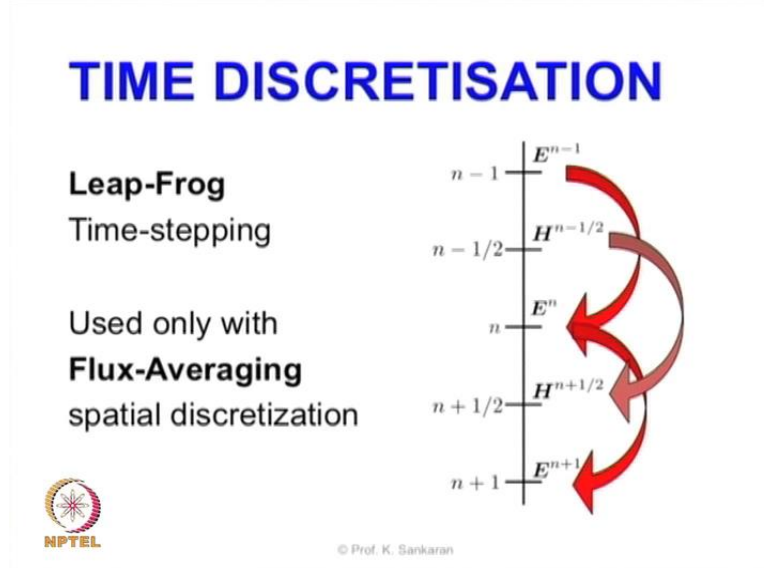 TIME DISCRETISATION
Leap-Frog
Time-stepping
Used only with
Flux-Averaging
spatial discretization
n − 1
E^{n−1}
n − 1/2
H^{n−1/2}
n
E^n
n + 1/2
H^{n+1/2}
n + 1
E^{n+1}
NPTEL
© Prof. K. Sankaran